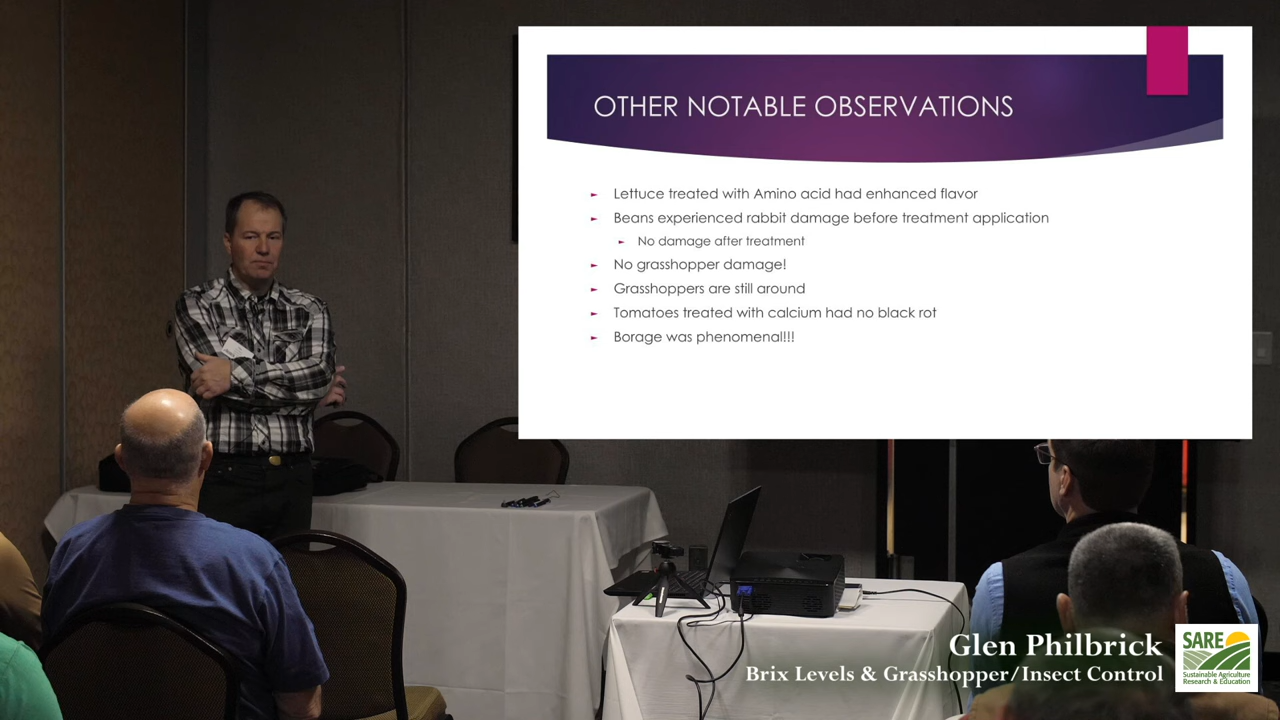 OTHER NOTABLE OBSERVATIONS
Lettuce treated with Amino acid had enhanced flavor
Beans experienced rabbit damage before treatment application
No damage after treatment
No grasshopper damage!
Grasshoppers are still around
Tomatoes treated with calcium had no black rot
Borage was phenomenal!!!
Glen Philbrick
Brix Levels & Grasshopper/Insect Control
SARE
Sustainable Agriculture
Research & Education